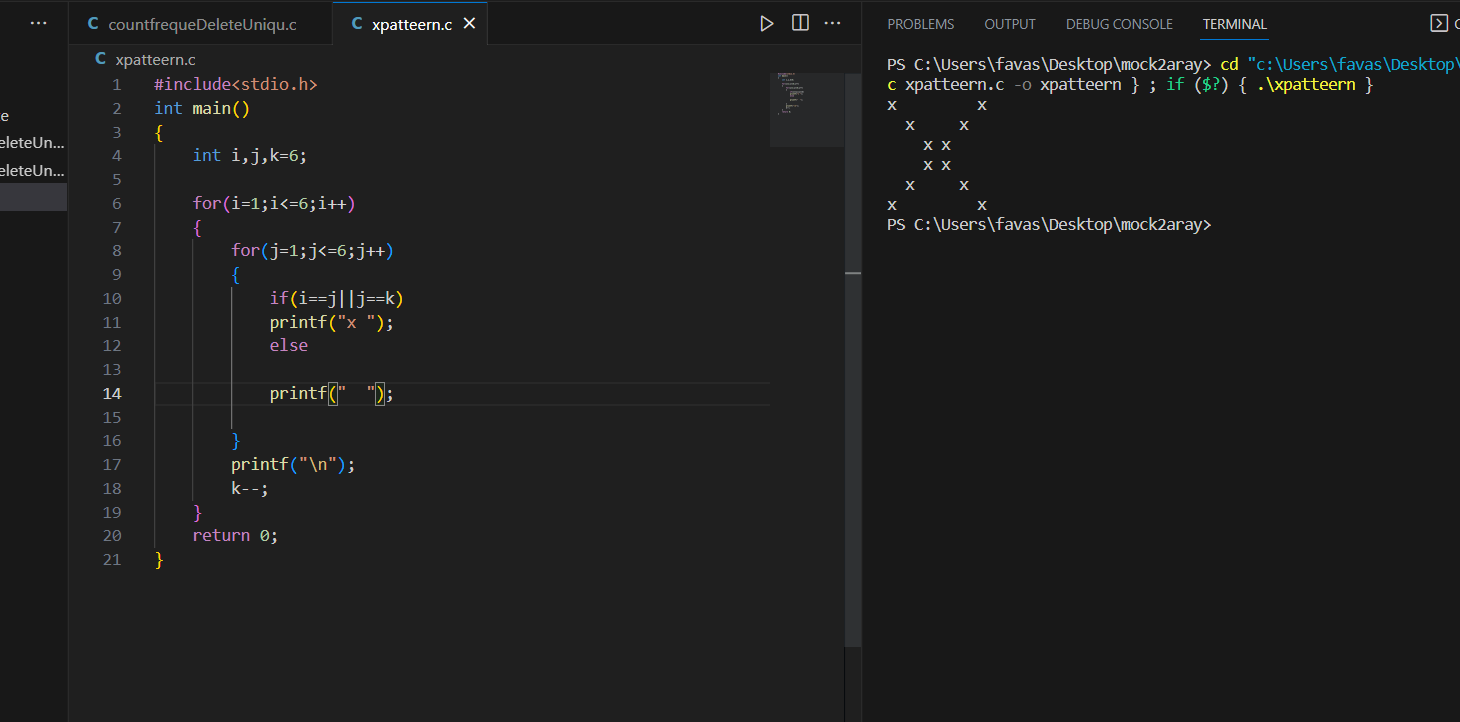 ···
C countfrequeDeleteUniqu.c
C xpatteern.c ×
···
PROBLEMS OUTPUT DEBUG CONSOLE TERMINAL
C xpatteern.c
e
eleteUn...
eleteUn...
1 #include<stdio.h>
2 int main()
3 {
4     int i,j,k=6;
5
6     for(i=1;i<=6;i++)
7     {
8         for(j=1;j<=6;j++)
9         {
10             if(i==j||j==k)
11             printf("x ");
12             else
13
14             printf("  ");
15
16         }
17         printf("\n");
18         k--;
19     }
20     return 0;
21 }
PS C:\Users\favas\Desktop\mock2aray> cd "c:\Users\favas\Desktop\
c xpatteern.c -o xpatteern } ; if ($?) { .\xpatteern }
x         x
  x     x
    x x
    x x
  x     x
x         x
PS C:\Users\favas\Desktop\mock2aray>